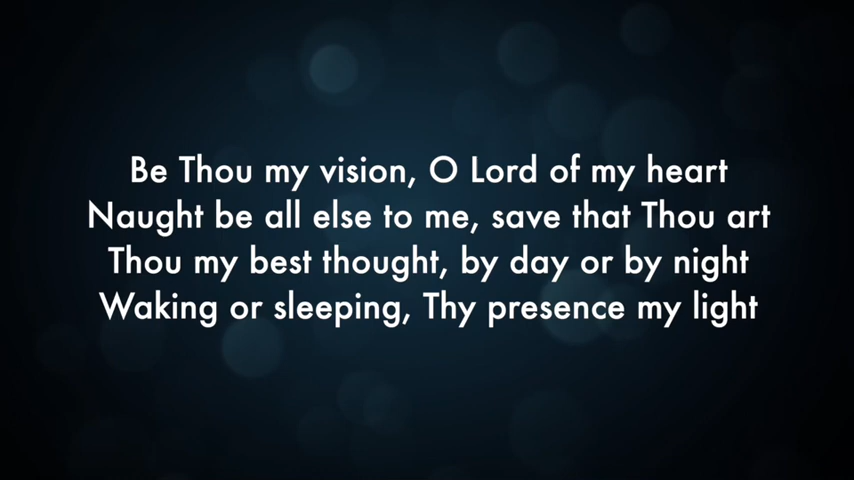 Be Thou my vision, O Lord of my heart
Naught be all else to me, save that Thou art
Thou my best thought, by day or by night
Waking or sleeping, Thy presence my light